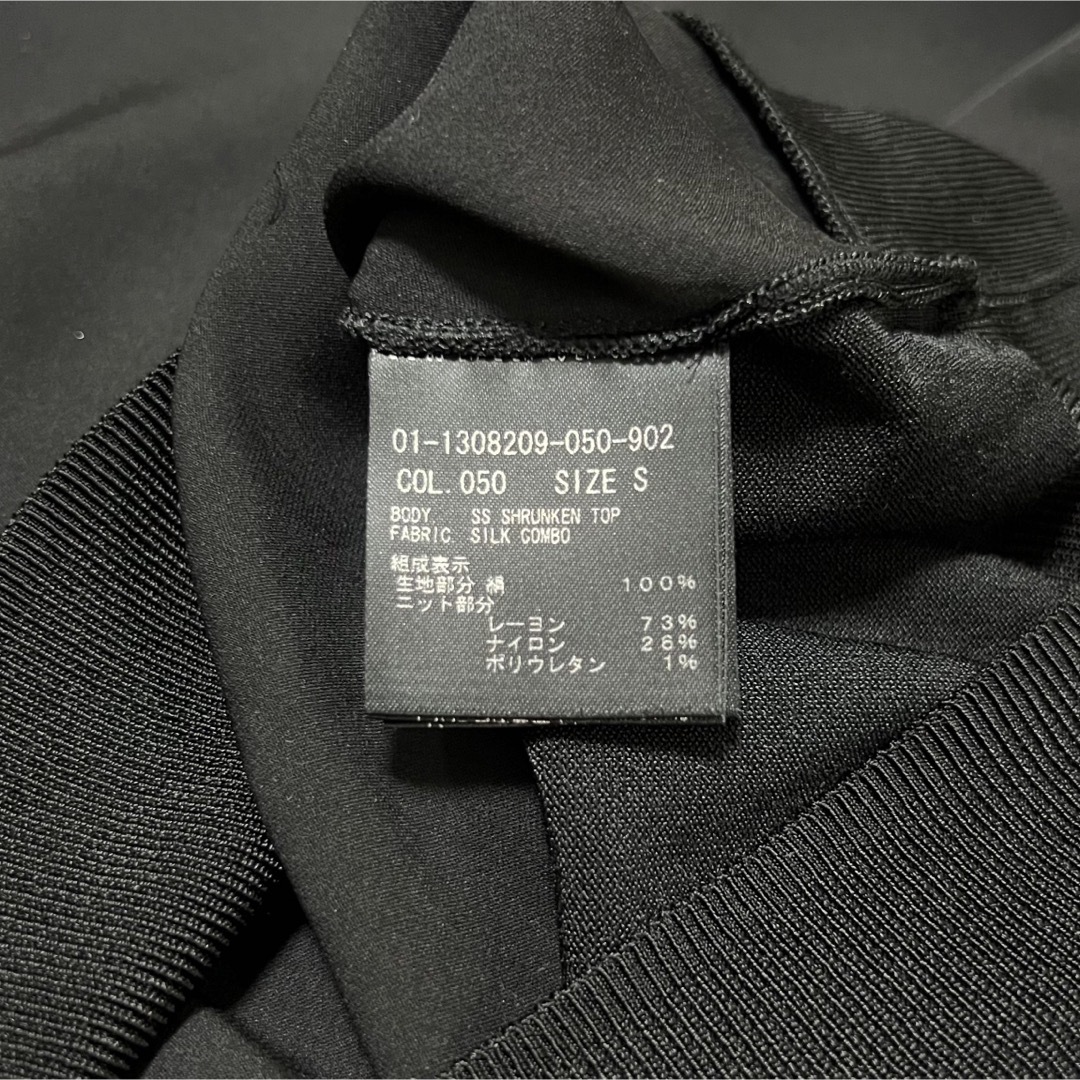 01-1308209-050-902
COL.050 SIZE S
BODY SS SHRUNKEN TOP
FABRIC SILK COMBO
組成表示
生地部分 絹 100%
ニット部分
レーヨン 73%
ナイロン 26%
ポリウレタン 1%